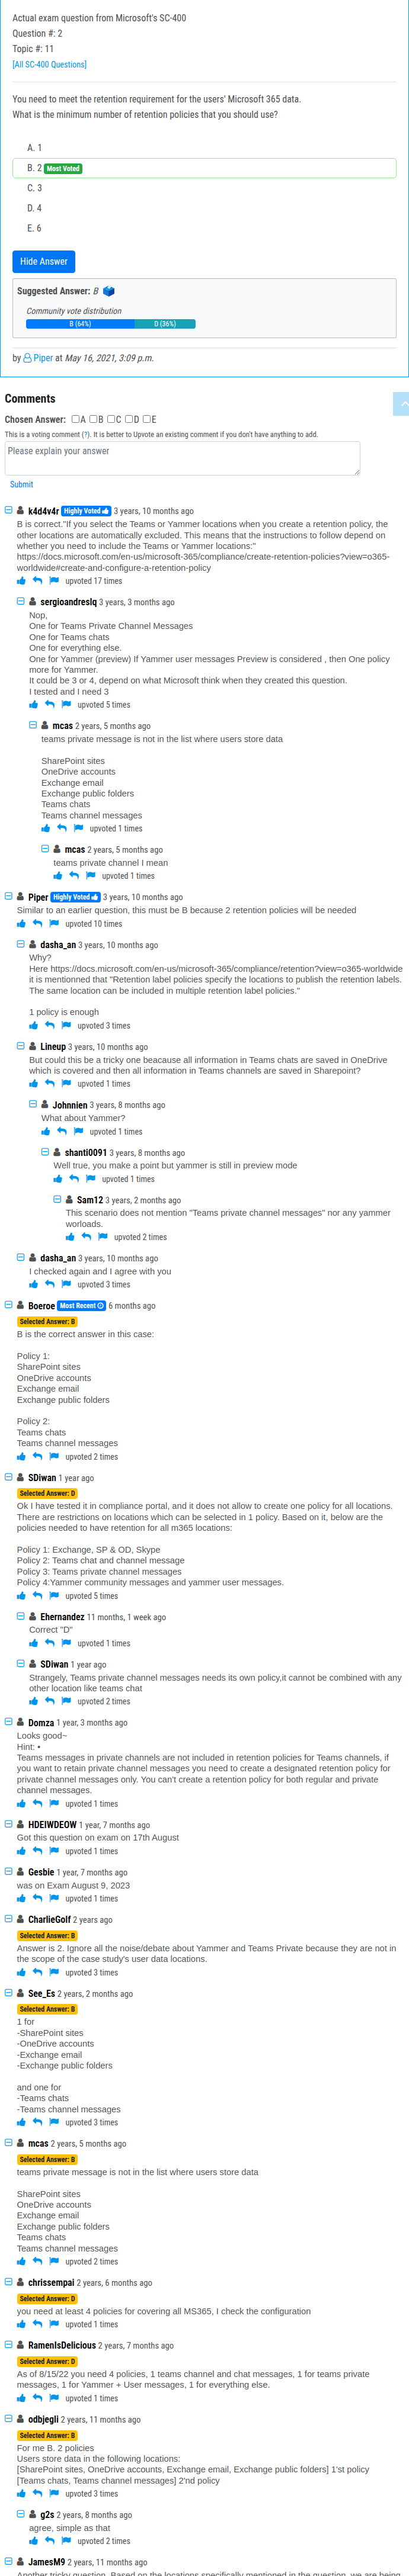 Actual exam question from Microsoft's SC-400
Question #: 2
Topic #: 11
[All SC-400 Questions]
You need to meet the retention requirement for the users' Microsoft 365 data.
What is the minimum number of retention policies that you should use?
A. 1
B. 2 Most Voted
C. 3
D. 4
E. 6
Hide Answer
Suggested Answer: B
Community vote distribution
B (64%) D (36%)
by Piper at May 16, 2021, 3:09 p.m.
Comments
Chosen Answer: A B C D E
This is a voting comment (?). It is better to Upvote an existing comment if you don't have anything to add.
Please explain your answer
Submit
k4d4v4r Highly Voted 3 years, 10 months ago
B is correct."If you select the Teams or Yammer locations when you create a retention policy, the
other locations are automatically excluded. This means that the instructions to follow depend on
whether you need to include the Teams or Yammer locations:"
https://docs.microsoft.com/en-us/microsoft-365/compliance/create-retention-policies?view=o365-
worldwide#create-and-configure-a-retention-policy
upvoted 17 times
sergioandreslq 3 years, 3 months ago
Nop,
One for Teams Private Channel Messages
One for Teams chats
One for everything else.
One for Yammer (preview) If Yammer user messages Preview is considered , then One policy
more for Yammer.
It could be 3 or 4, depend on what Microsoft think when they created this question.
I tested and I need 3
upvoted 5 times
mcas 2 years, 5 months ago
teams private message is not in the list where users store data
SharePoint sites
OneDrive accounts
Exchange email
Exchange public folders
Teams chats
Teams channel messages
upvoted 1 times
mcas 2 years, 5 months ago
teams private channel I mean
upvoted 1 times
Piper Highly Voted 3 years, 10 months ago
Similar to an earlier question, this must be B because 2 retention policies will be needed
upvoted 10 times
dasha_an 3 years, 10 months ago
Why?
Here https://docs.microsoft.com/en-us/microsoft-365/compliance/retention?view=o365-worldwide
it is mentionned that "Retention label policies specify the locations to publish the retention labels.
The same location can be included in multiple retention label policies."
1 policy is enough
upvoted 3 times
Lineup 3 years, 10 months ago
But could this be a tricky one beacause all information in Teams chats are saved in OneDrive
which is covered and then all information in Teams channels are saved in Sharepoint?
upvoted 1 times
Johnnien 3 years, 8 months ago
What about Yammer?
upvoted 1 times
shanti0091 3 years, 8 months ago
Well true, you make a point but yammer is still in preview mode
upvoted 1 times
Sam12 3 years, 2 months ago
This scenario does not mention "Teams private channel messages" nor any yammer
worloads.
upvoted 2 times
dasha_an 3 years, 10 months ago
I checked again and I agree with you
upvoted 3 times
Boeroe Most Recent 6 months ago
Selected Answer: B
B is the correct answer in this case:
Policy 1:
SharePoint sites
OneDrive accounts
Exchange email
Exchange public folders
Policy 2:
Teams chats
Teams channel messages
upvoted 2 times
SDiwan 1 year ago
Selected Answer: D
Ok I have tested it in compliance portal, and it does not allow to create one policy for all locations.
There are restrictions on locations which can be selected in 1 policy. Based on it, below are the
policies needed to have retention for all m365 locations:
Policy 1: Exchange, SP & OD, Skype
Policy 2: Teams chat and channel message
Policy 3: Teams private channel messages
Policy 4:Yammer community messages and yammer user messages.
upvoted 5 times
Ehernandez 11 months, 1 week ago
Correct "D"
upvoted 1 times
SDiwan 1 year ago
Strangely, Teams private channel messages needs its own policy,it cannot be combined with any
other location like teams chat
upvoted 2 times
Domza 1 year, 3 months ago
Looks good~
Hint: •
Teams messages in private channels are not included in retention policies for Teams channels, if
you want to retain private channel messages you need to create a designated retention policy for
private channel messages only. You can't create a retention policy for both regular and private
channel messages.
upvoted 1 times
HDEIWDEOW 1 year, 7 months ago
Got this question on exam on 17th August
upvoted 1 times
Gesbie 1 year, 7 months ago
was on Exam August 9, 2023
upvoted 1 times
CharlieGolf 2 years ago
Selected Answer: B
Answer is 2. Ignore all the noise/debate about Yammer and Teams Private because they are not in
the scope of the case study's user data locations.
upvoted 3 times
See_Es 2 years, 2 months ago
Selected Answer: B
1 for
-SharePoint sites
-OneDrive accounts
-Exchange email
-Exchange public folders
and one for
-Teams chats
-Teams channel messages
upvoted 3 times
mcas 2 years, 5 months ago
Selected Answer: B
teams private message is not in the list where users store data
SharePoint sites
OneDrive accounts
Exchange email
Exchange public folders
Teams chats
Teams channel messages
upvoted 2 times
chrissempai 2 years, 6 months ago
Selected Answer: D
you need at least 4 policies for covering all MS365, I check the configuration
upvoted 1 times
RamenIsDelicious 2 years, 7 months ago
Selected Answer: D
As of 8/15/22 you need 4 policies, 1 teams channel and chat messages, 1 for teams private
messages, 1 for Yammer + User messages, 1 for everything else.
upvoted 1 times
odbjegli 2 years, 11 months ago
Selected Answer: B
For me B. 2 policies
Users store data in the following locations:
[SharePoint sites, OneDrive accounts, Exchange email, Exchange public folders] 1'st policy
[Teams chats, Teams channel messages] 2'nd policy
upvoted 3 times
g2s 2 years, 8 months ago
agree, simple as that
upvoted 2 times
JamesM9 2 years, 11 months ago
Another tricky question. Based on the locations specifically mentioned in the question, we are being